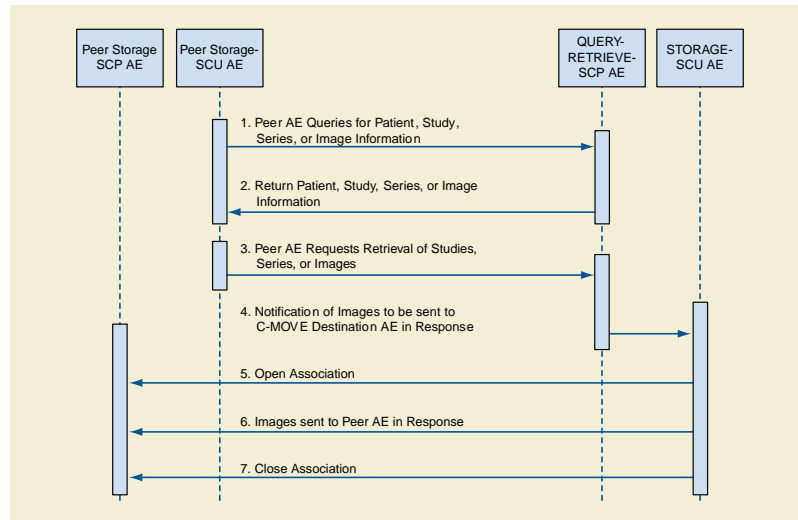 Peer Storage
SCP AE
Peer Storage-
SCU AE
QUERY-
RETRIEVE-
SCP AE
STORAGE-
SCU AE
1. Peer AE Queries for Patient, Study,
Series, or Image Information
2. Return Patient, Study, Series, or Image
Information
3. Peer AE Requests Retrieval of Studies,
Series, or Images
4. Notification of Images to be sent to
C-MOVE Destination AE in Response
5. Open Association
6. Images sent to Peer AE in Response
7. Close Association